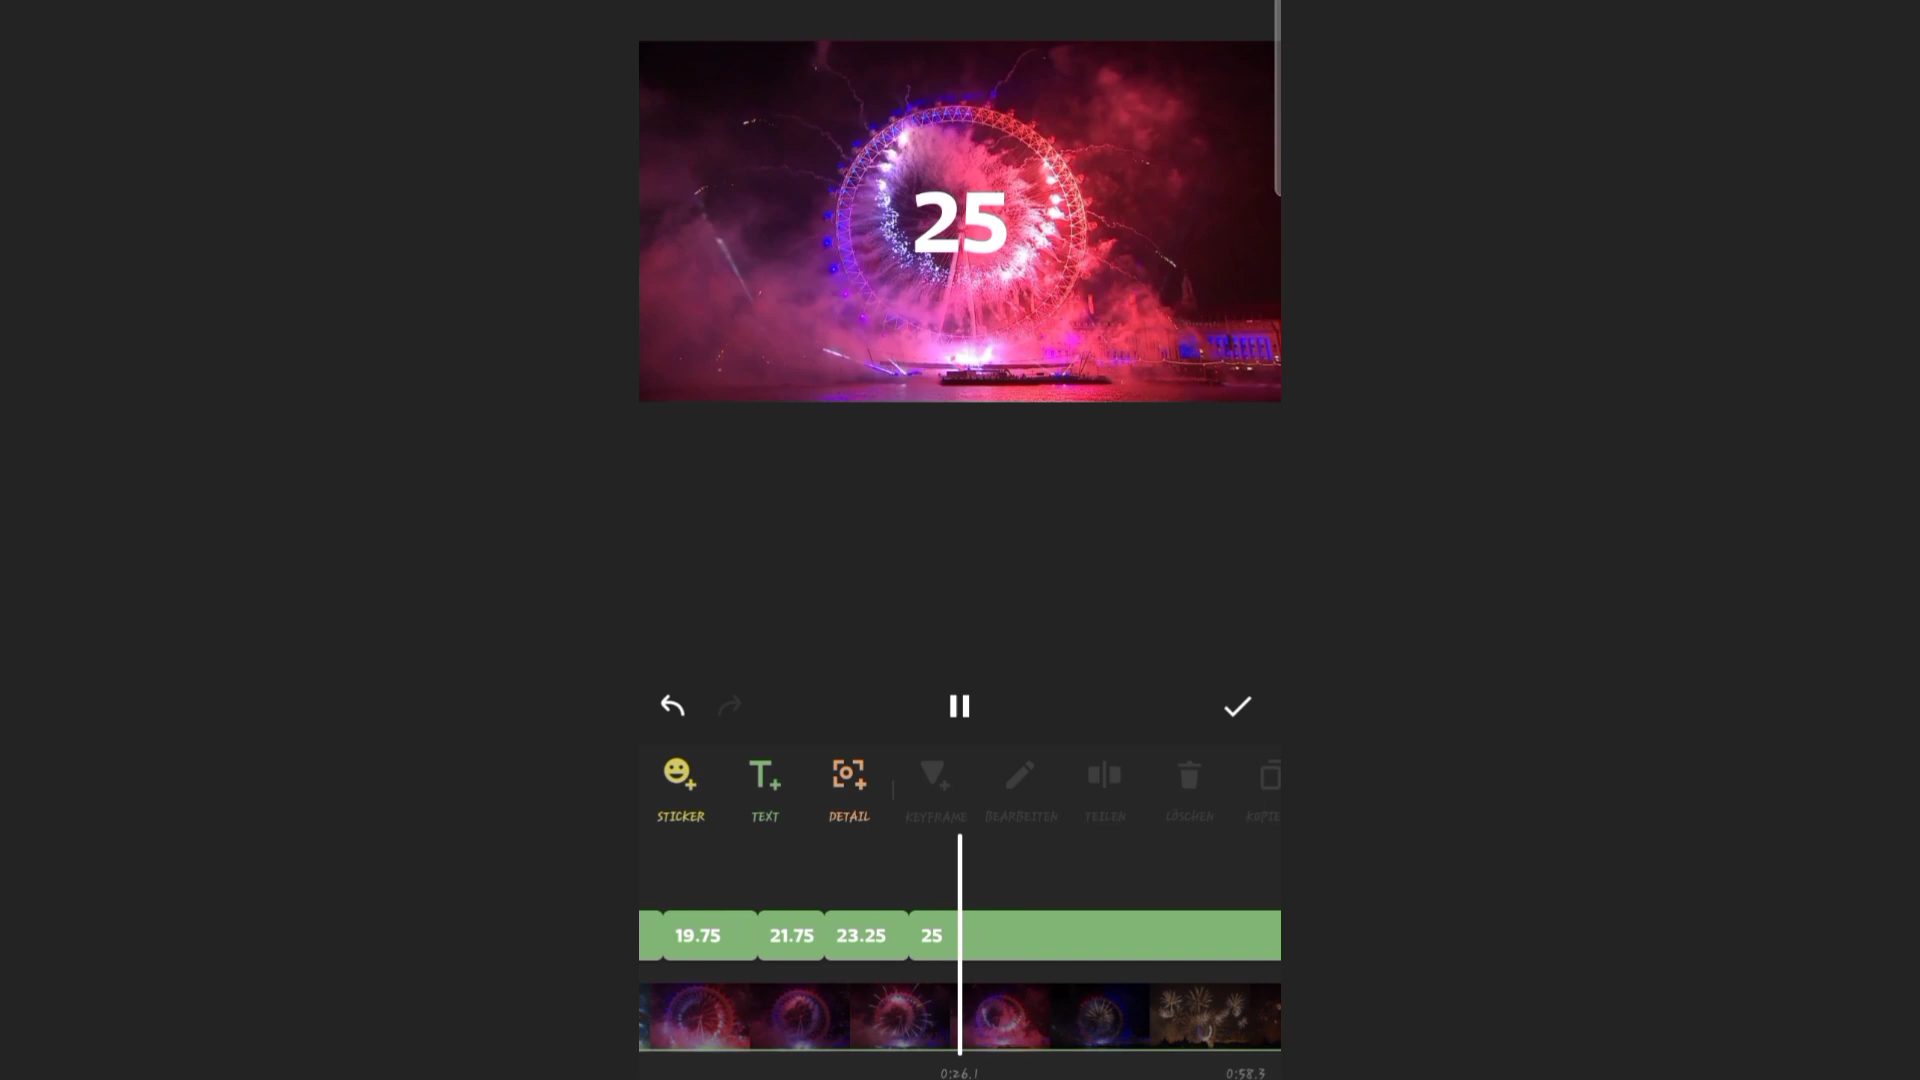 25
STICKER TEXT DETAIL KEYFRAME BEARBEITEN TEILEN LÖSCHEN KOPIE
19.75 21.75 23.25 25
0:26.1 0:58.3